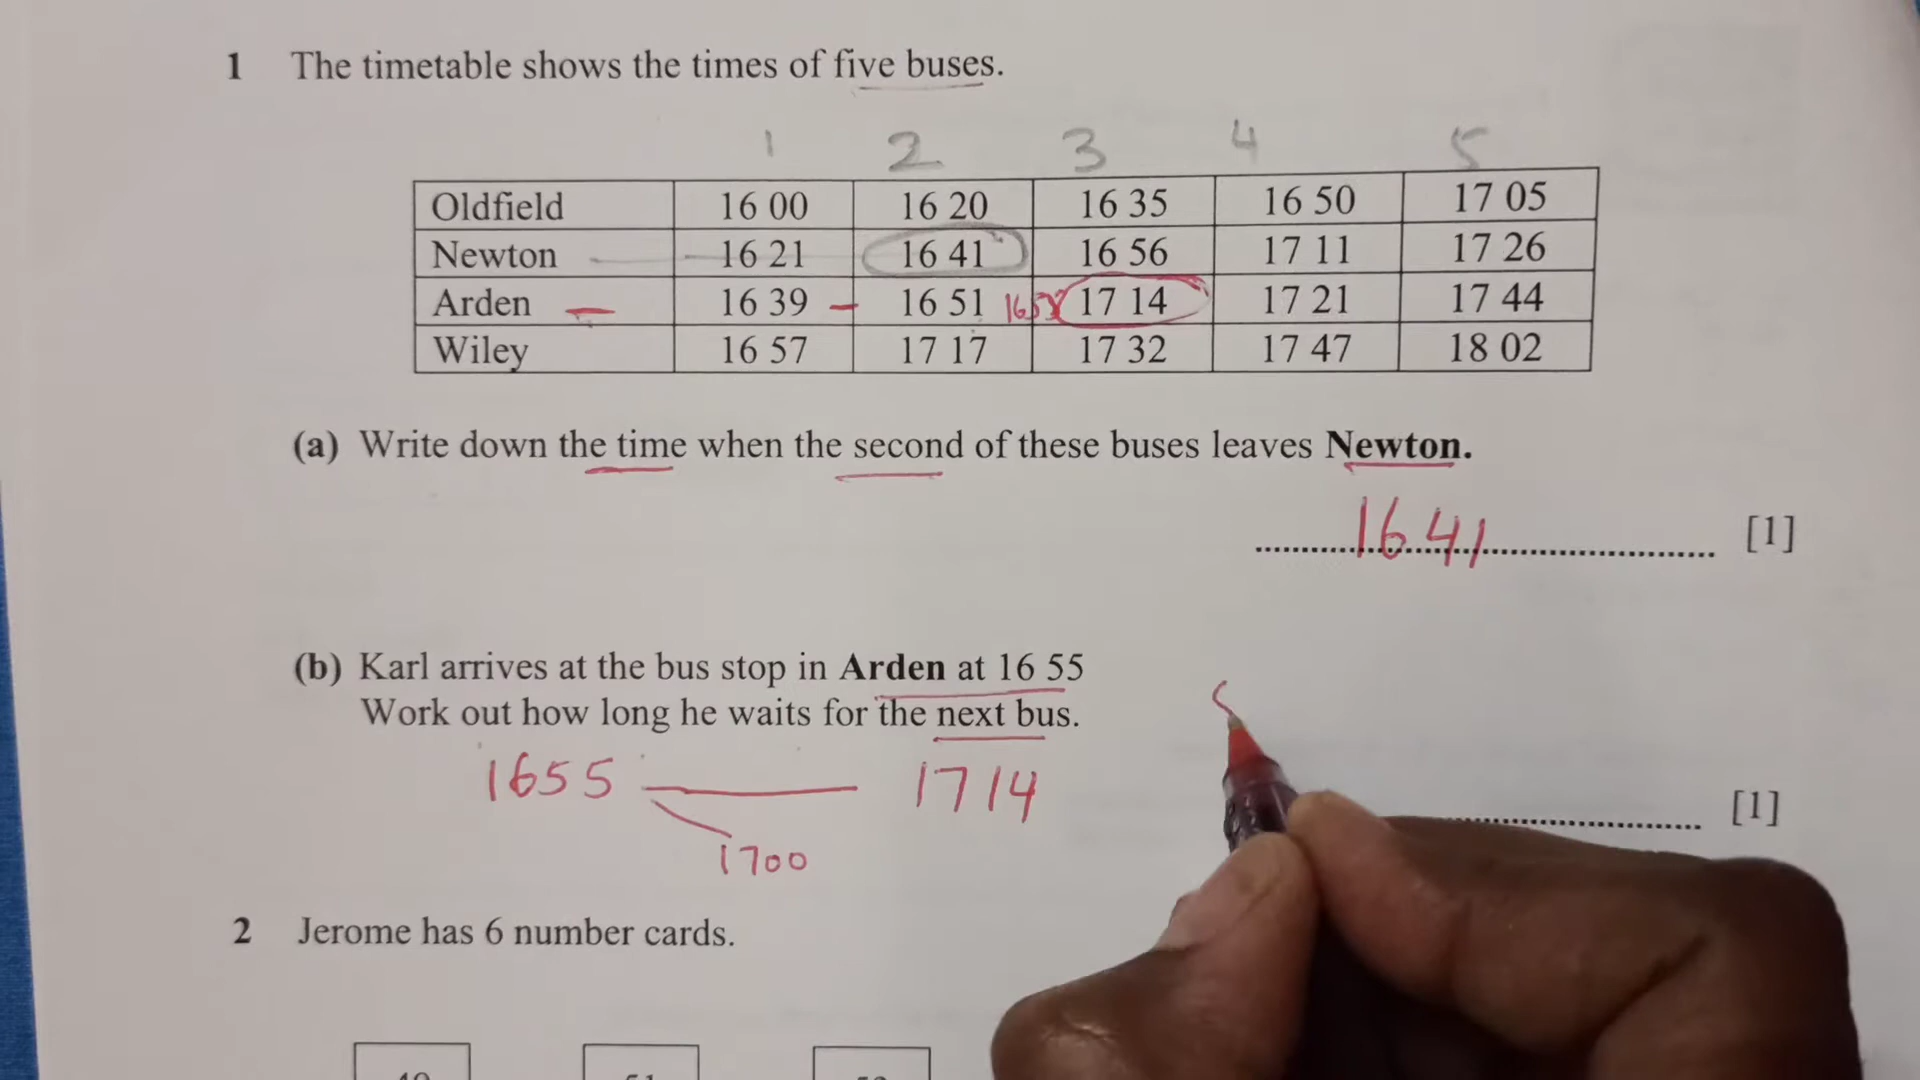 1 The timetable shows the times of five buses.
1 2 3 4 5
Oldfield 16 00 16 20 16 35 16 50 17 05
Newton 16 21 16 41 16 56 17 11 17 26
Arden 16 39 16 51 17 14 17 21 17 44
Wiley 16 57 17 17 17 32 17 47 18 02
(a) Write down the time when the second of these buses leaves Newton.
1641
[1]
(b) Karl arrives at the bus stop in Arden at 16 55
Work out how long he waits for the next bus.
1655 1714
[1]
1700
2 Jerome has 6 number cards.